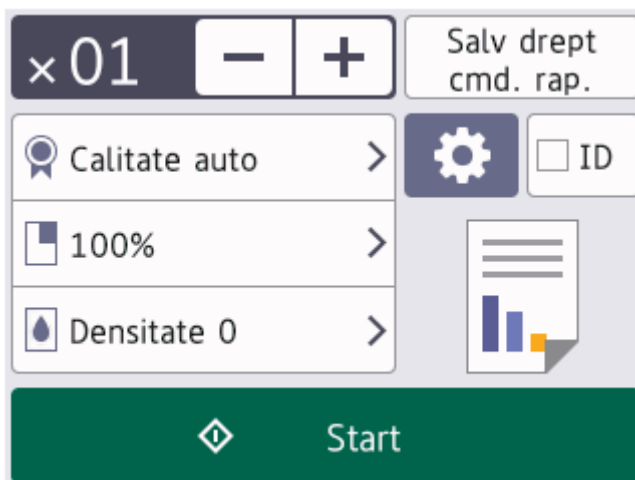 ×01
Salv drept
cmd. rap.
Calitate auto
ID
100%
Densitate 0
Start